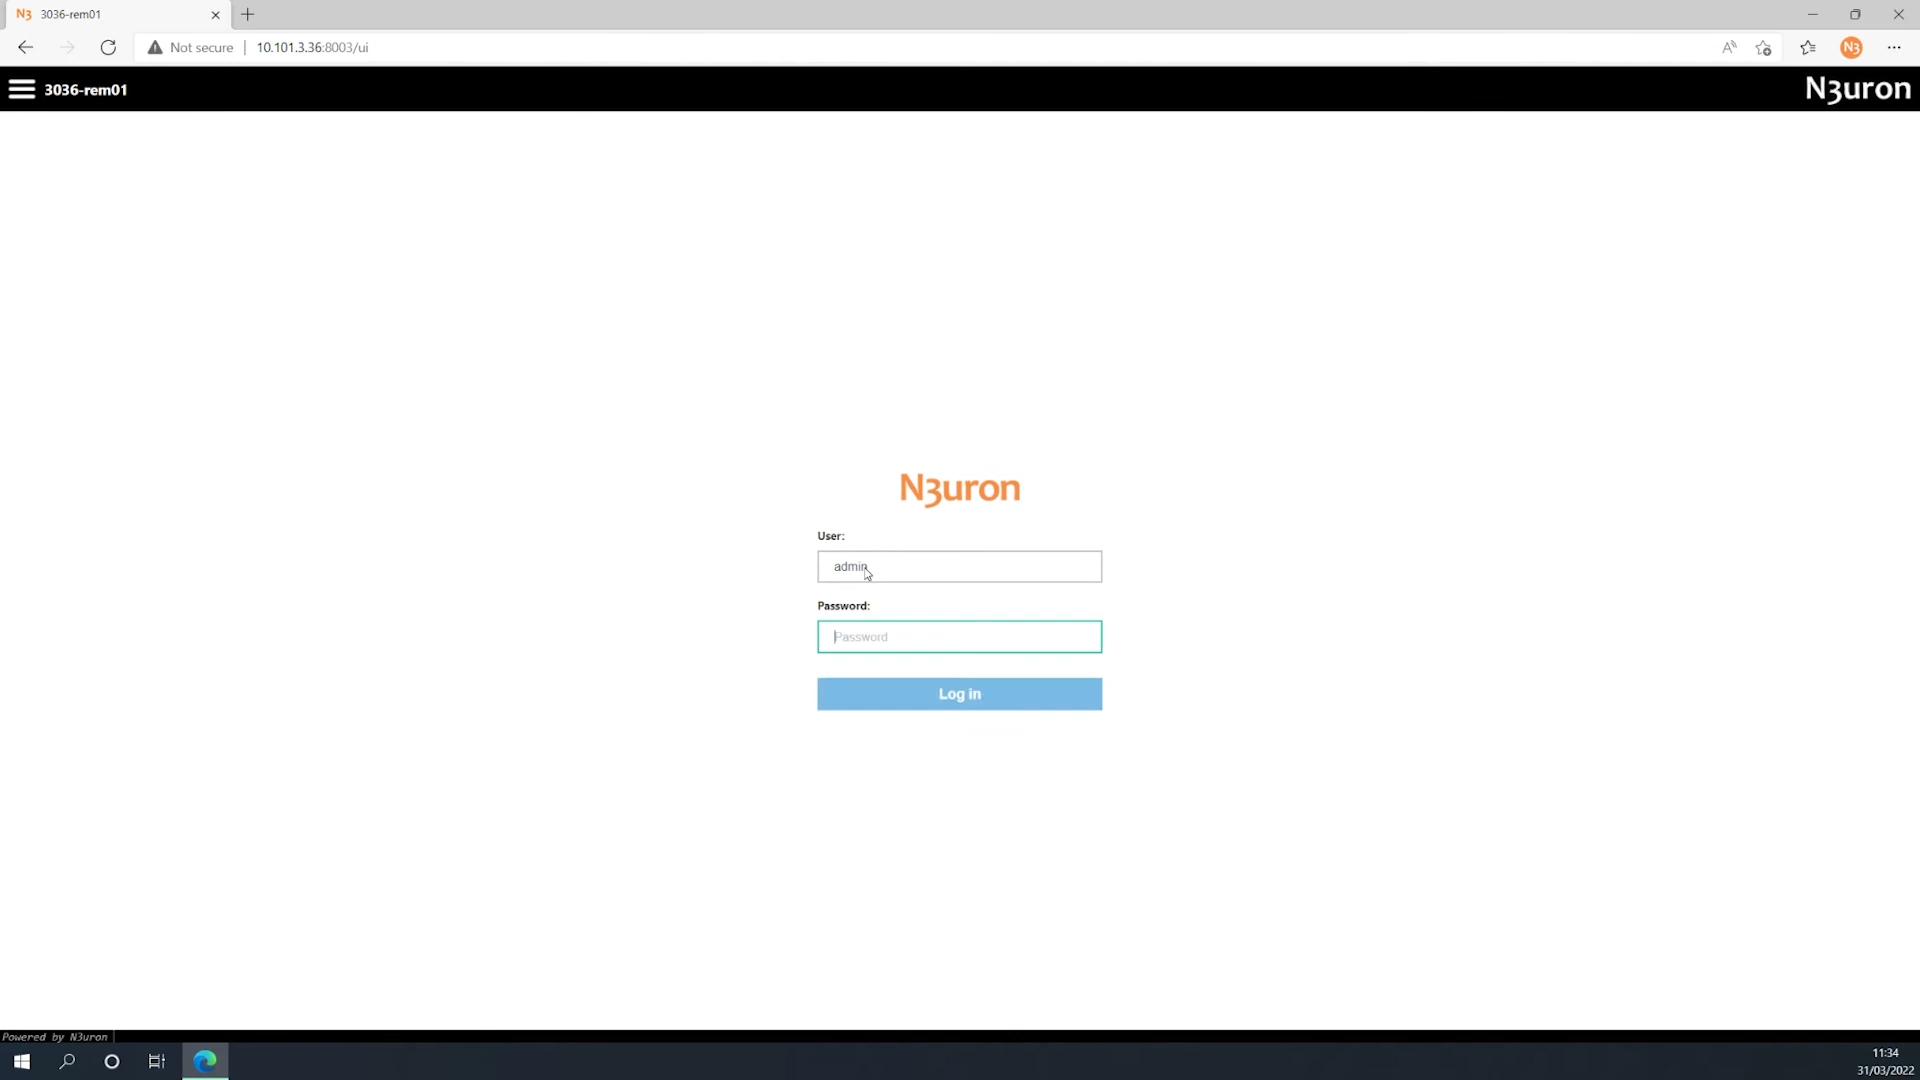 N3 3036-rem01
Not secure 10.101.3.36:8003/ui
N3
3036-rem01
N3uron
N3uron
User:
admin
Password:
Password
Log in
Powered by N3uron
11:34
31/03/2022